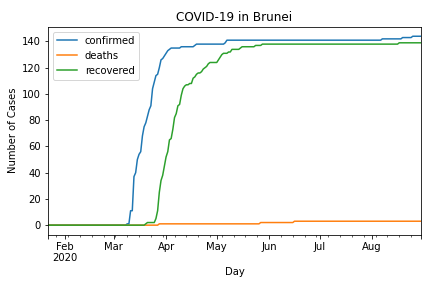 COVID-19 in Brunei
confirmed
deaths
recovered
Number of Cases
140
120
100
80
60
40
20
0
Feb Mar Apr May Jun Jul Aug
2020
Day